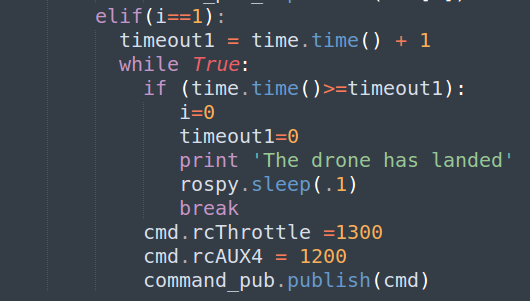 elif(i==1):
timeout1 = time.time() + 1
while True:
if (time.time()>=timeout1):
i=0
timeout1=0
print 'The drone has landed'
rospy.sleep(.1)
break
cmd.rcThrottle =1300
cmd.rcAUX4 = 1200
command_pub.publish(cmd)